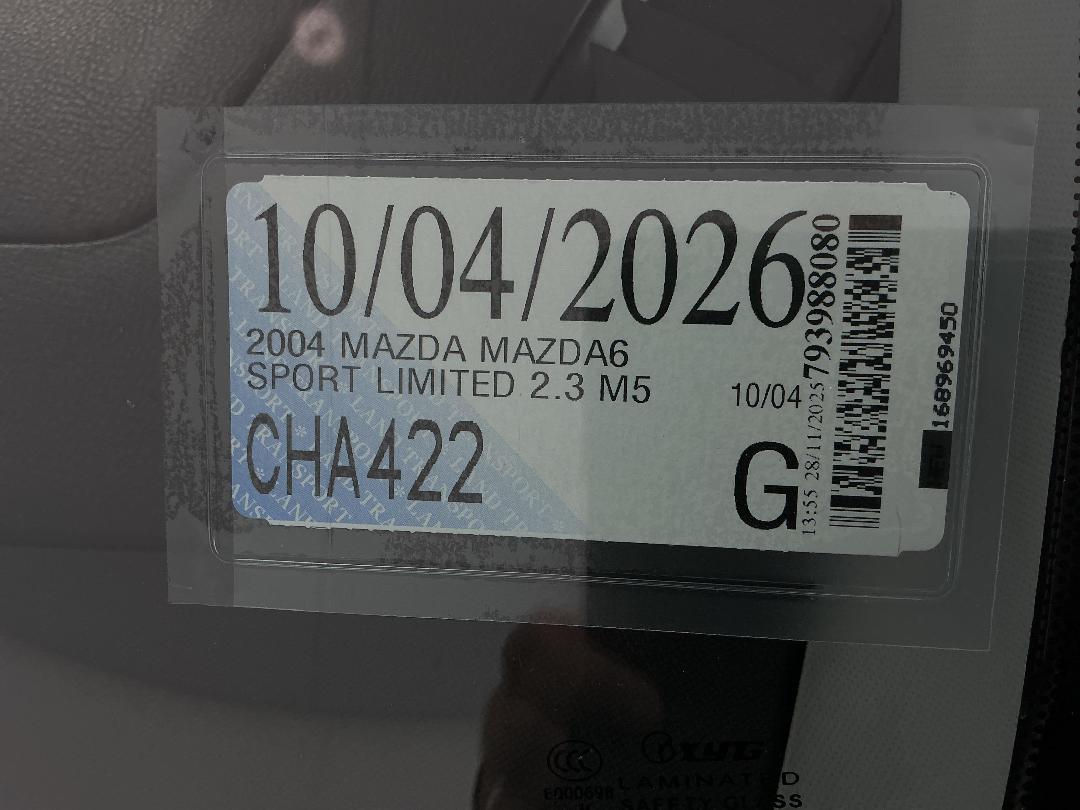 10/04/2026
2004 MAZDA MAZDA6
SPORT LIMITED 2.3 M5
10/04
CHA422
G
13:55 28/11/2025 793988080
168969450
LAMINATED
SAFETY GLASS